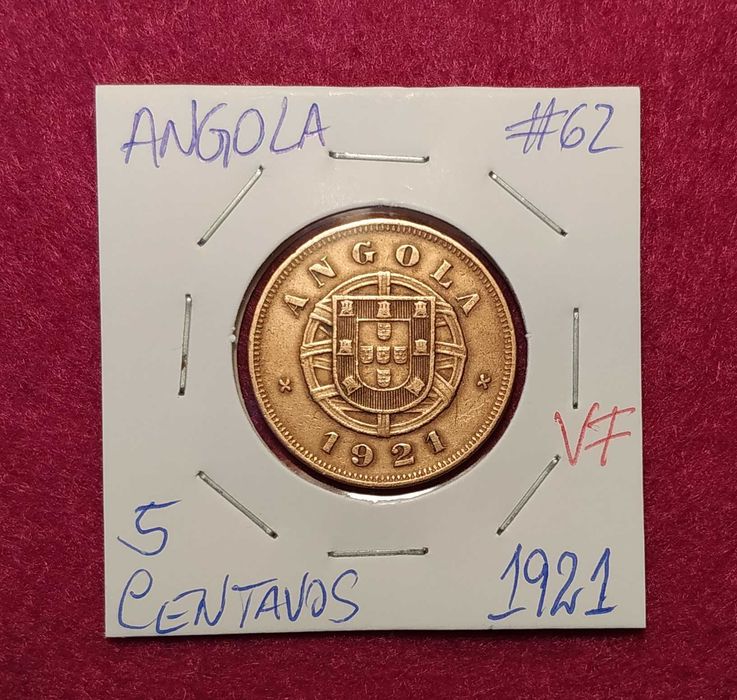 ANGOLA #62
ANGOLA
1921
VF
5
CENTAVOS 1921